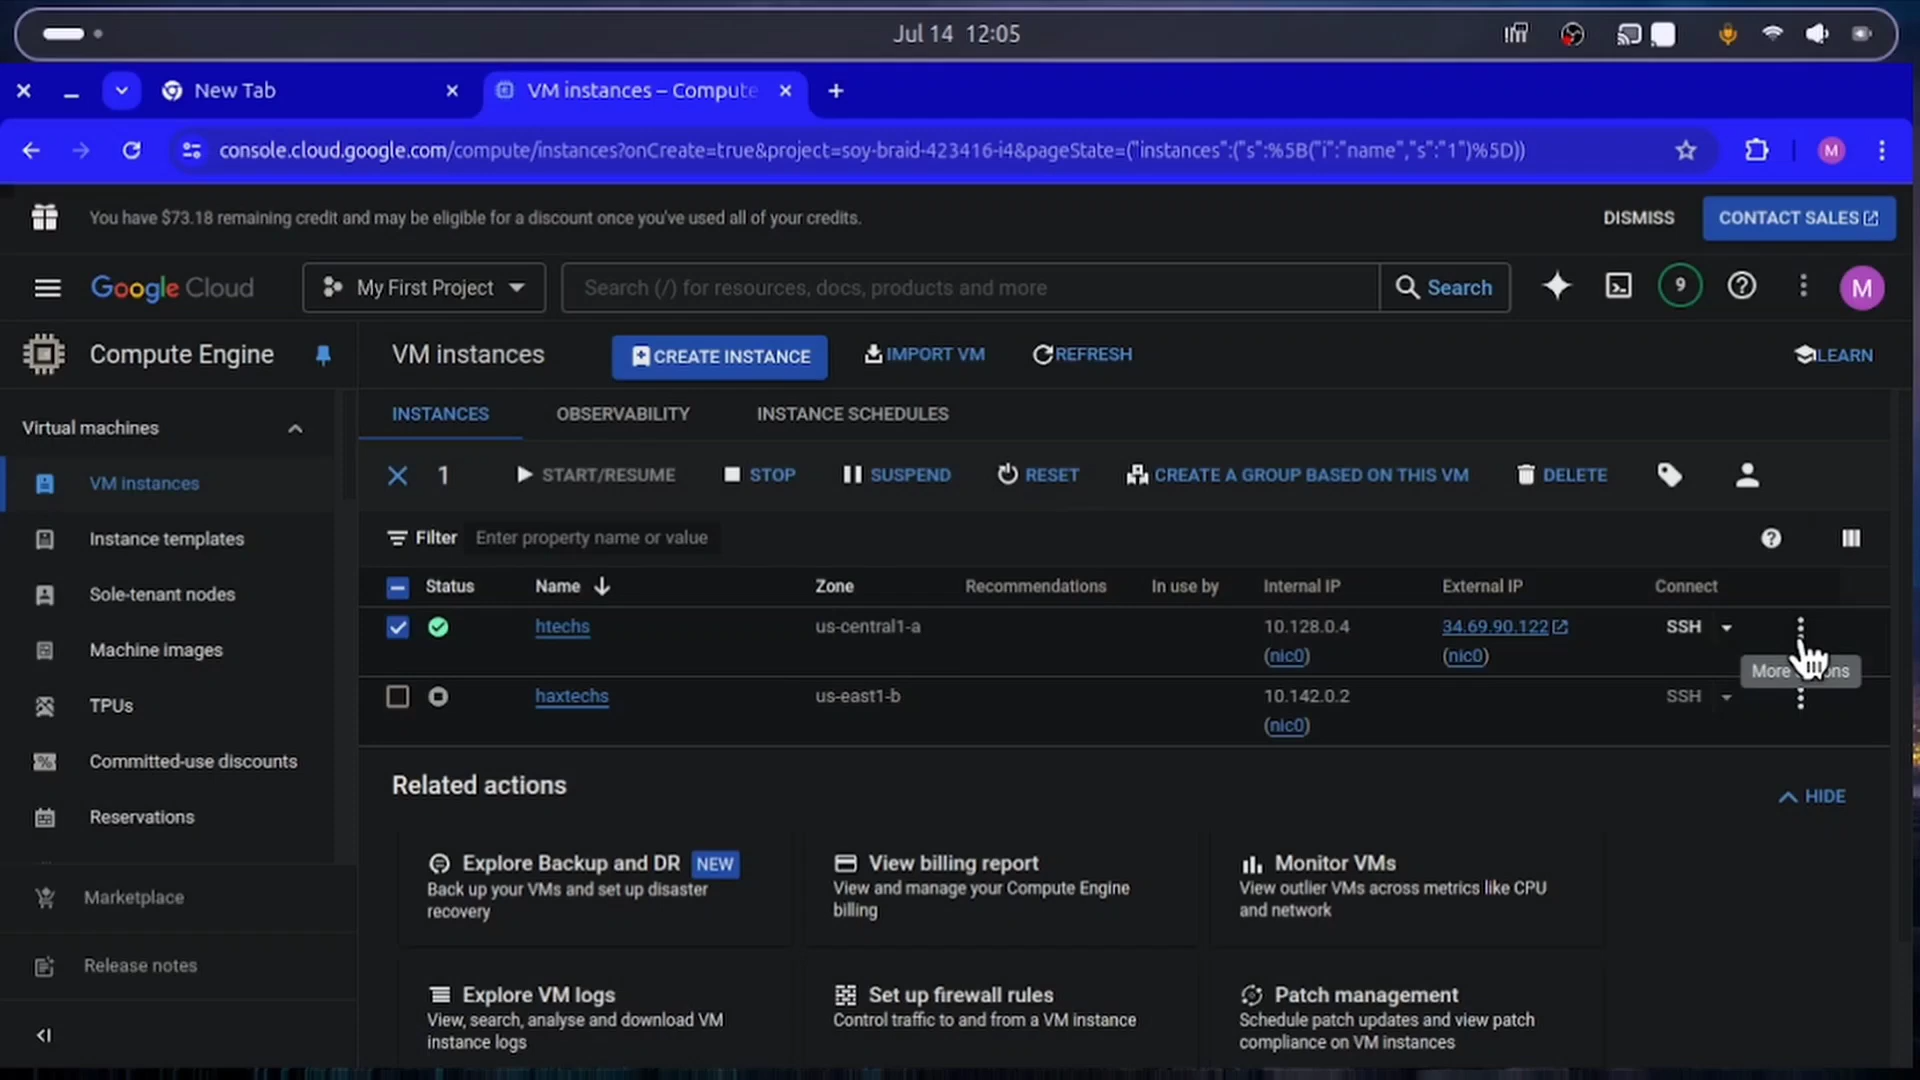 Jul 14 12:05
New Tab
VM instances – Compute
console.cloud.google.com/compute/instances?onCreate=true&project=soy-braid-423416-i4&pageState=("instances":("s":%5B("i":"name","s":"1")%5D))
M
You have $73.18 remaining credit and may be eligible for a discount once you've used all of your credits.
DISMISS
CONTACT SALES
Google Cloud
My First Project
Search (/) for resources, docs, products and more
Search
9
M
Compute Engine
VM instances
CREATE INSTANCE
IMPORT VM
REFRESH
LEARN
INSTANCES
OBSERVABILITY
INSTANCE SCHEDULES
Virtual machines
VM instances
Instance templates
Sole-tenant nodes
Machine images
TPUs
Committed-use discounts
Reservations
Marketplace
Release notes
1
START/RESUME
STOP
SUSPEND
RESET
CREATE A GROUP BASED ON THIS VM
DELETE
Filter
Enter property name or value
Status
Name
Zone
Recommendations
In use by
Internal IP
External IP
Connect
htechs
us-central1-a
10.128.0.4
(nic0)
34.69.90.122
(nic0)
SSH
More
haxtechs
us-east1-b
10.142.0.2
(nic0)
SSH
Related actions
HIDE
Explore Backup and DR NEW
Back up your VMs and set up disaster
recovery
View billing report
View and manage your Compute Engine
billing
Monitor VMs
View outlier VMs across metrics like CPU
and network
Explore VM logs
View, search, analyse and download VM
instance logs
Set up firewall rules
Control traffic to and from a VM instance
Patch management
Schedule patch updates and view patch
compliance on VM instances